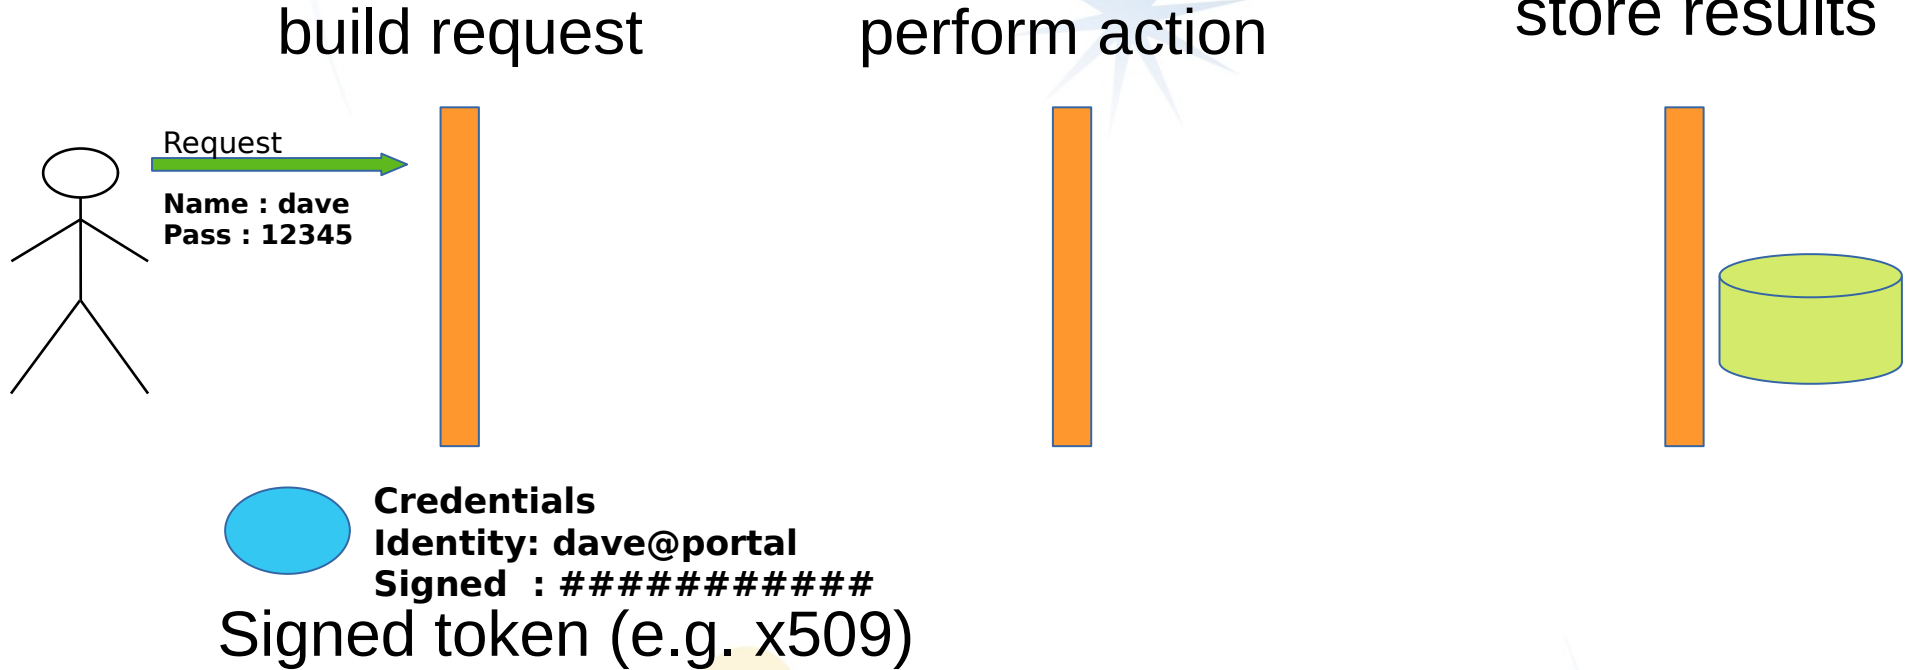 build request
perform action
store results
Request
Name : dave
Pass : 12345
Credentials
Identity: dave@portal
Signed : ###########
Signed token (e.g. x509)